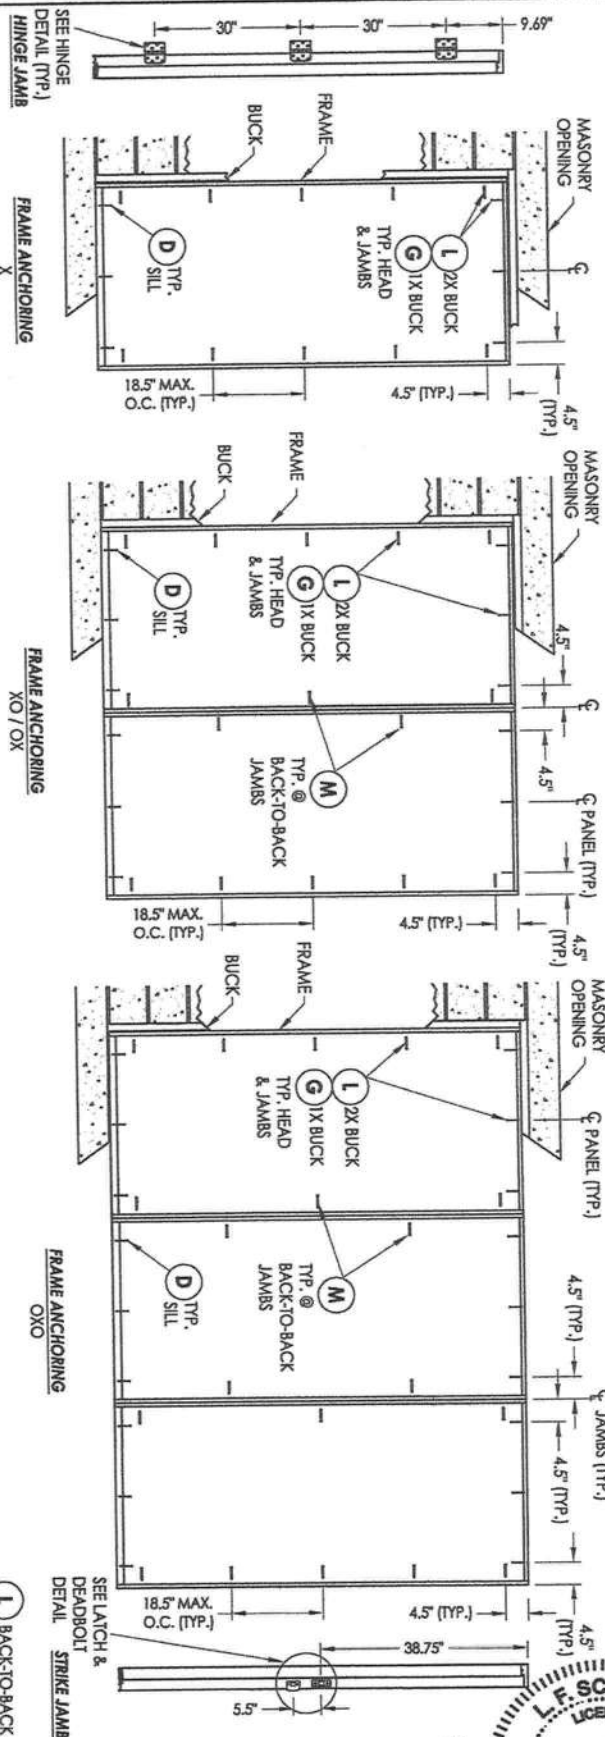 9.69"
30"
30"
SEE HINGE
DETAIL (TYP.)
HINGE JAMB
MASONRY
OPENING
FRAME
BUCK
℄
L 2X BUCK
G 1X BUCK
TYP. HEAD
& JAMBS
D TYP.
SILL
4.5"
(TYP.)
4.5" (TYP.)
18.5" MAX.
O.C. (TYP.)
FRAME ANCHORING
X
MASONRY
OPENING
FRAME
BUCK
4.5"
℄
4.5"
℄ PANEL (TYP.)
4.5"
(TYP.)
L 2X BUCK
G 1X BUCK
TYP. HEAD
& JAMBS
M
TYP. @
BACK-TO-BACK
JAMBS
D TYP.
SILL
4.5" (TYP.)
18.5" MAX.
O.C. (TYP.)
FRAME ANCHORING
XO / OX
MASONRY
OPENING
℄ PANEL (TYP.)
FRAME
BUCK
4.5" (TYP.)
℄ JAMBS (TYP.)
4.5" (TYP.)
4.5"
(TYP.)
L 2X BUCK
G 1X BUCK
TYP. HEAD
& JAMBS
M
TYP. @
BACK-TO-BACK
JAMBS
D TYP.
SILL
4.5" (TYP.)
18.5" MAX.
O.C. (TYP.)
FRAME ANCHORING
OXO
38.75"
5.5"
SEE LATCH &
DEADBOLT
DETAIL
STRIKE JAMB
L BACK-TO-BACK
L.F. SC
LICE